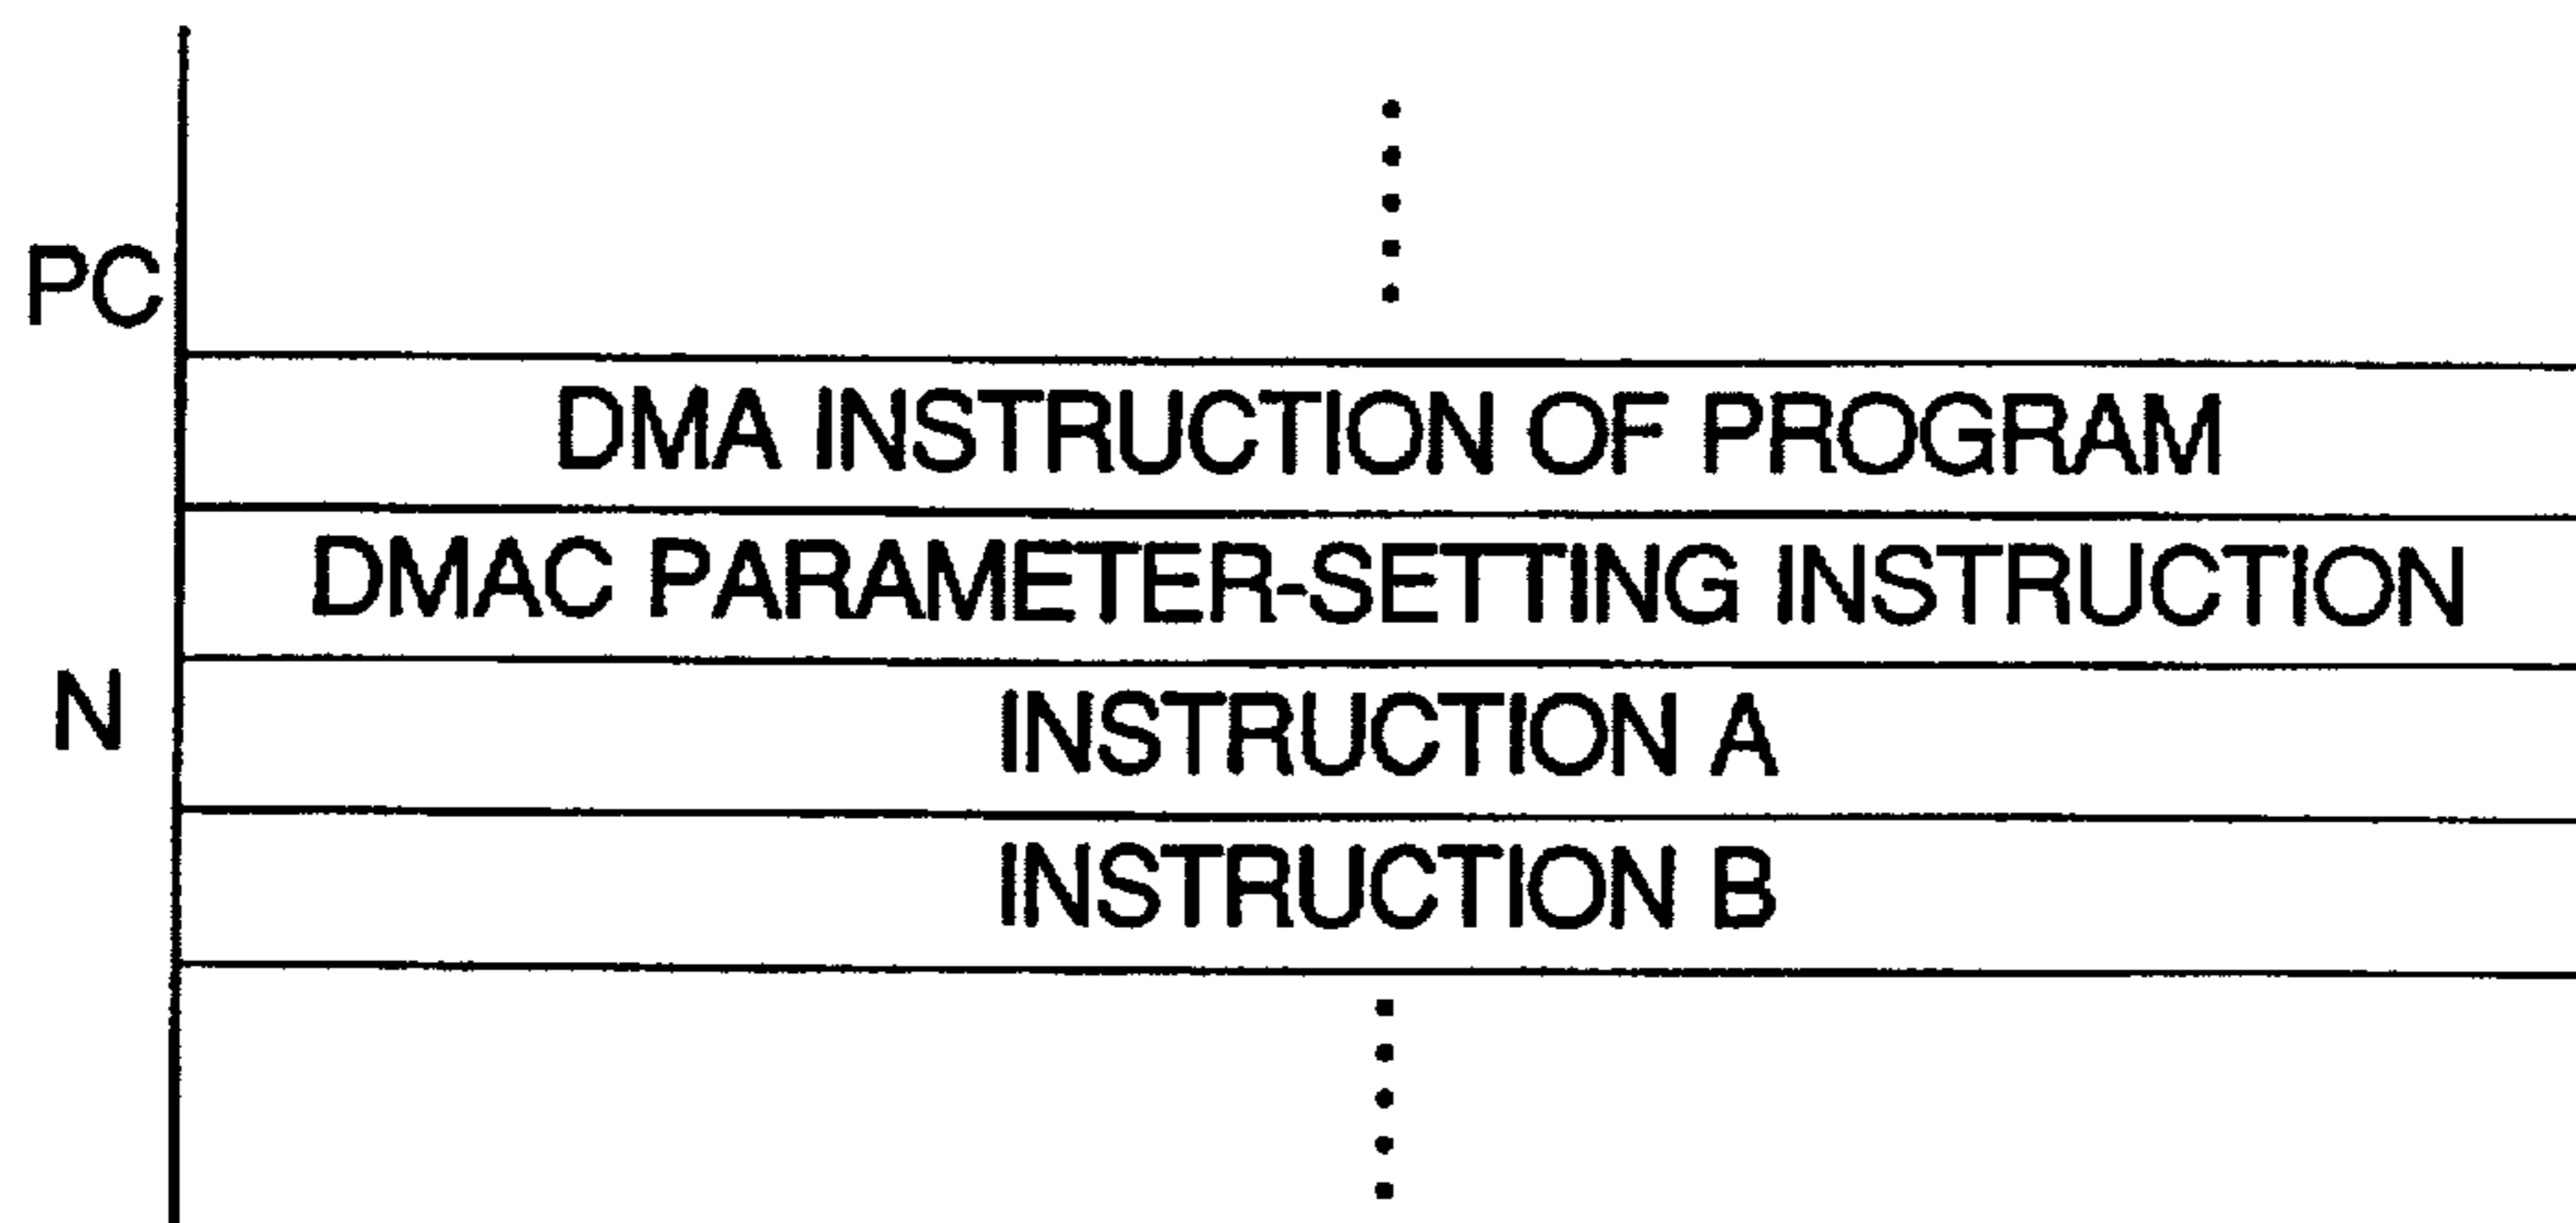 PC
DMA INSTRUCTION OF PROGRAM
DMAC PARAMETER-SETTING INSTRUCTION
N INSTRUCTION A
INSTRUCTION B